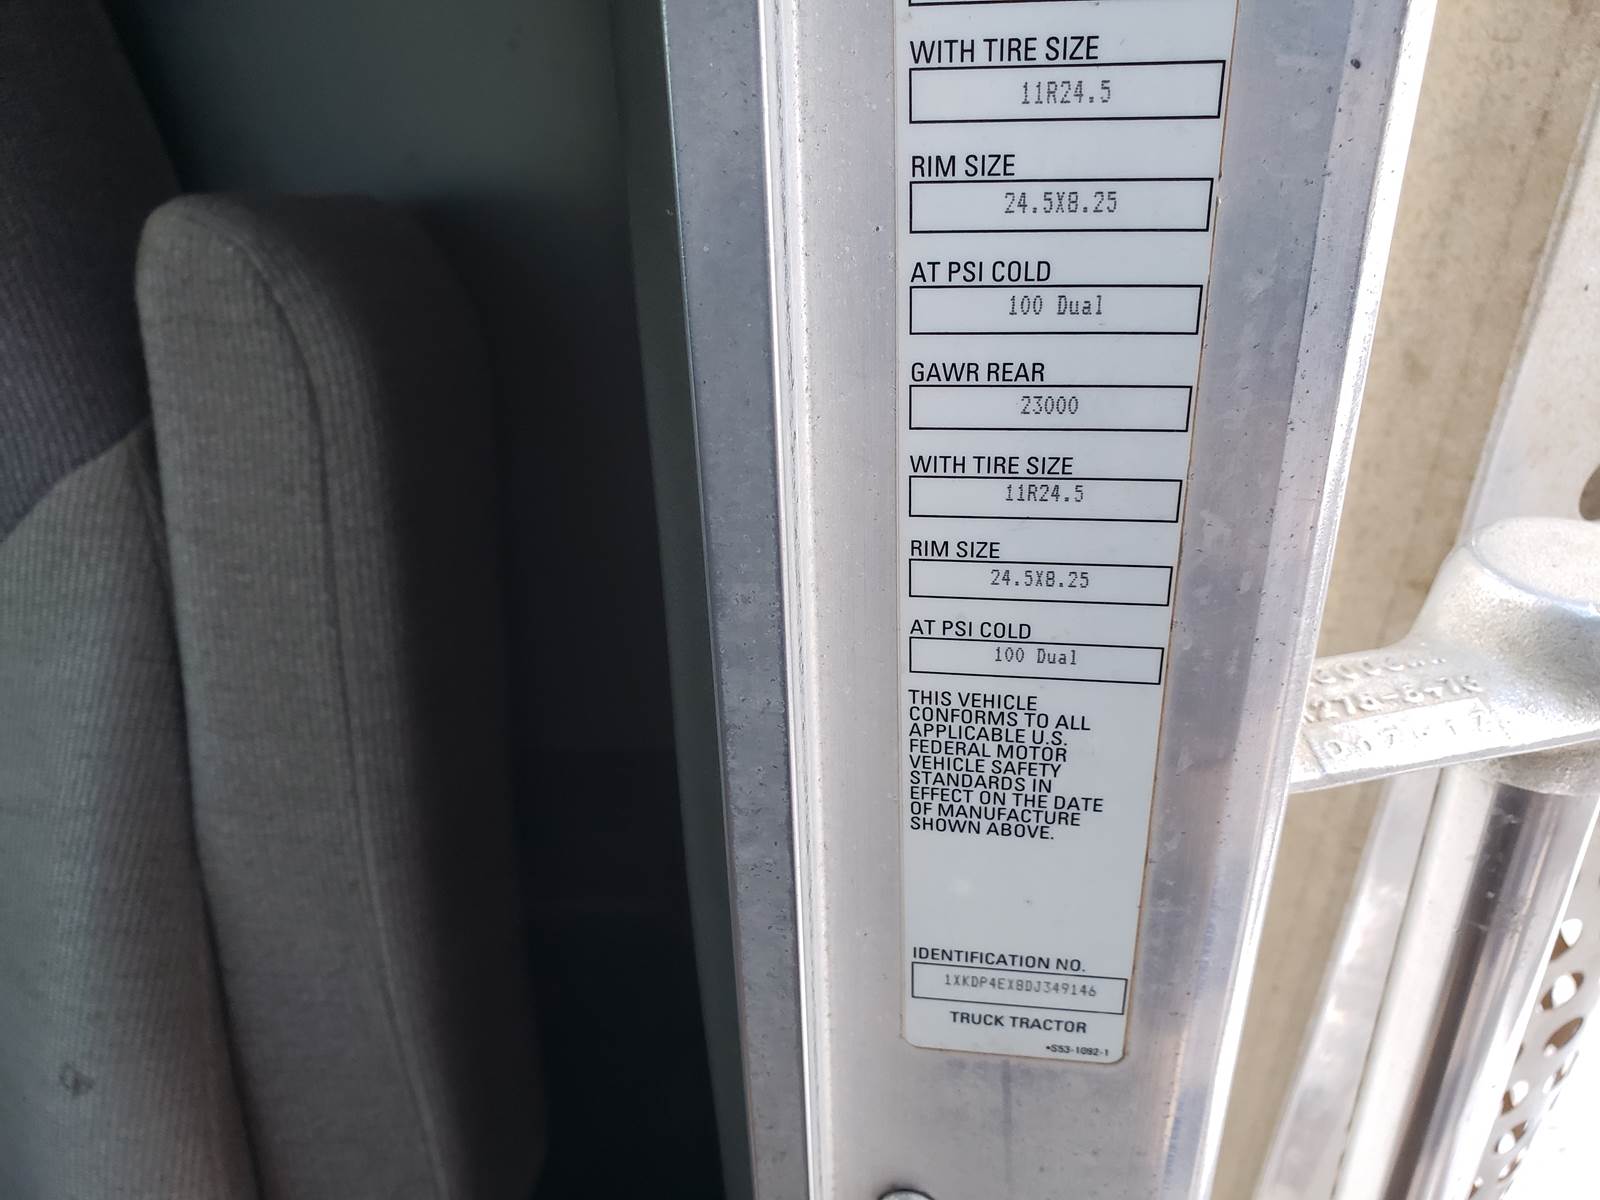 WITH TIRE SIZE
11R24.5
RIM SIZE
24.5X8.25
AT PSI COLD
100 Dual
GAWR REAR
23000
WITH TIRE SIZE
11R24.5
RIM SIZE
24.5X8.25
AT PSI COLD
100 Dual
THIS VEHICLE
CONFORMS TO ALL
APPLICABLE U.S.
FEDERAL MOTOR
VEHICLE SAFETY
STANDARDS IN
EFFECT ON THE DATE
OF MANUFACTURE
SHOWN ABOVE.
IDENTIFICATION NO.
1XKDP4EX8DJ349146
TRUCK TRACTOR
•S53-1092-1